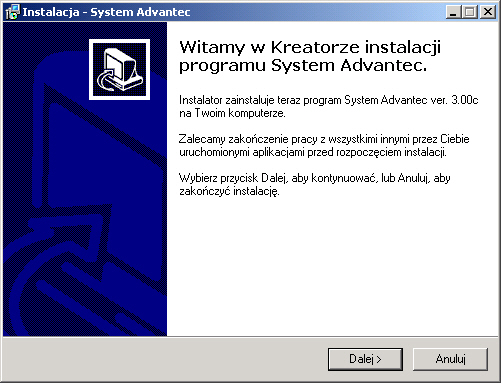 Instalacja - System Advantec
Witamy w Kreatorze instalacji
programu System Advantec.
Instalator zainstaluje teraz program System Advantec ver. 3.00c
na Twoim komputerze.
Zalecamy zakończenie pracy z wszystkimi innymi przez Ciebie
uruchomionymi aplikacjami przed rozpoczęciem instalacji.
Wybierz przycisk Dalej, aby kontynuować, lub Anuluj, aby
zakończyć instalację.
Dalej >
Anuluj